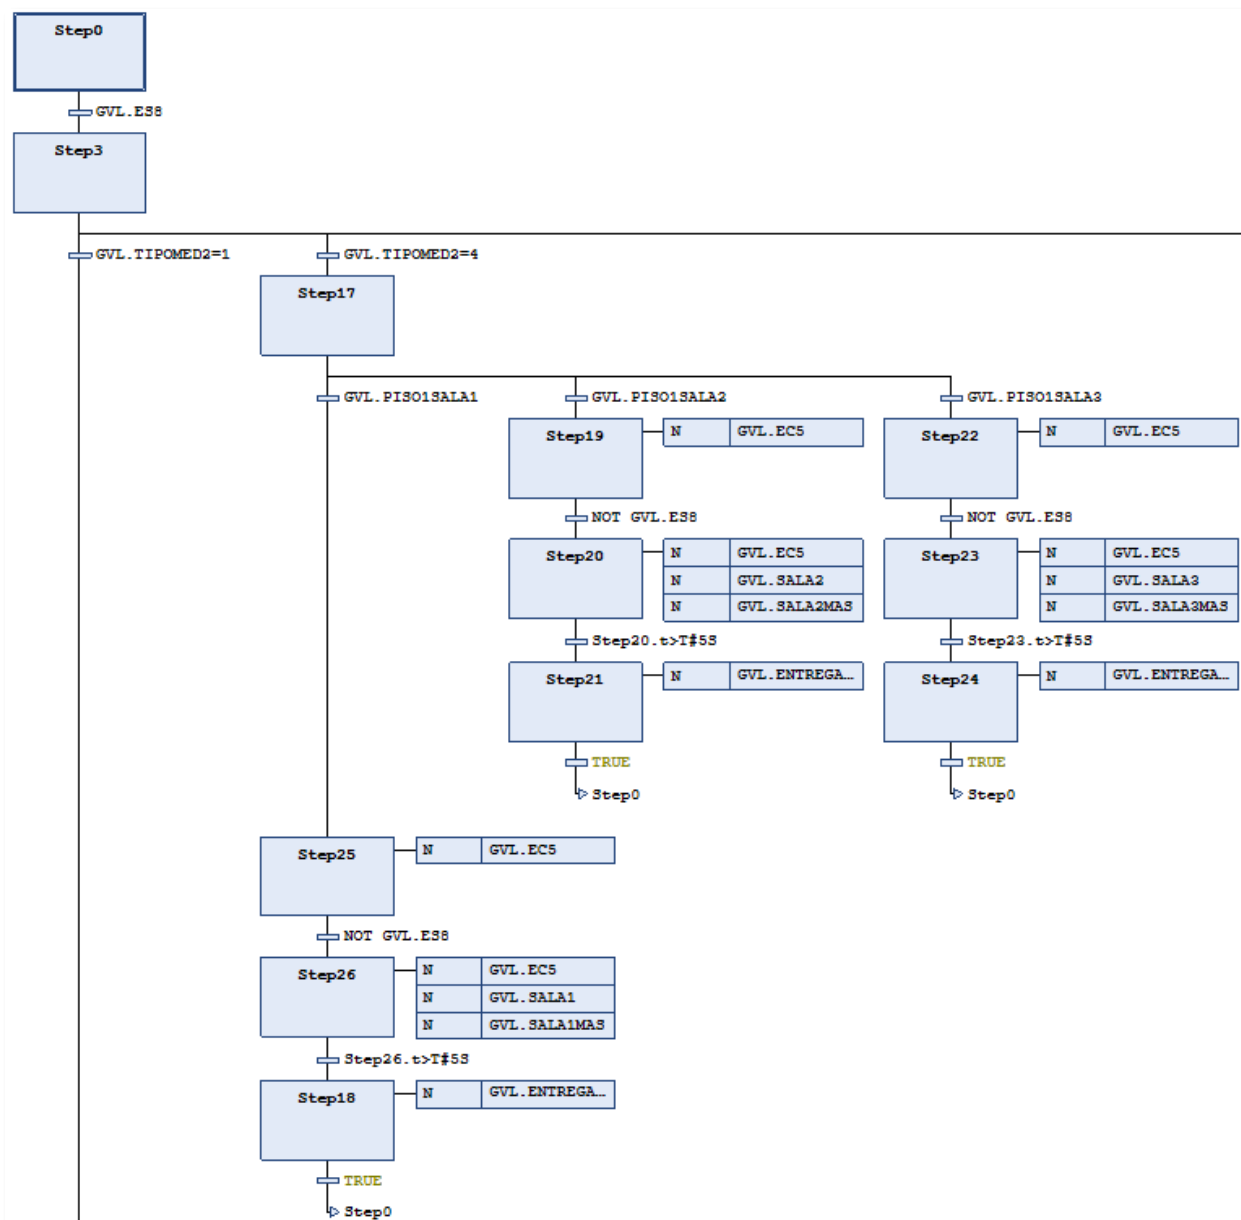 Step0
GVL.ES8
Step3
GVL.TIPOMED2=1
GVL.TIPOMED2=4
Step17
GVL.PISO1SALA1
GVL.PISO1SALA2
GVL.PISO1SALA3
Step19
N GVL.EC5
Step22
N GVL.EC5
NOT GVL.ES8
NOT GVL.ES8
Step20
N GVL.EC5
N GVL.SALA2
N GVL.SALA2MAS
Step23
N GVL.EC5
N GVL.SALA3
N GVL.SALA3MAS
Step20.t>T#5S
Step23.t>T#5S
Step21
N GVL.ENTREGA...
Step24
N GVL.ENTREGA...
TRUE
TRUE
Step0
Step0
Step25
N GVL.EC5
NOT GVL.ES8
Step26
N GVL.EC5
N GVL.SALA1
N GVL.SALA1MAS
Step26.t>T#5S
Step18
N GVL.ENTREGA...
TRUE
Step0